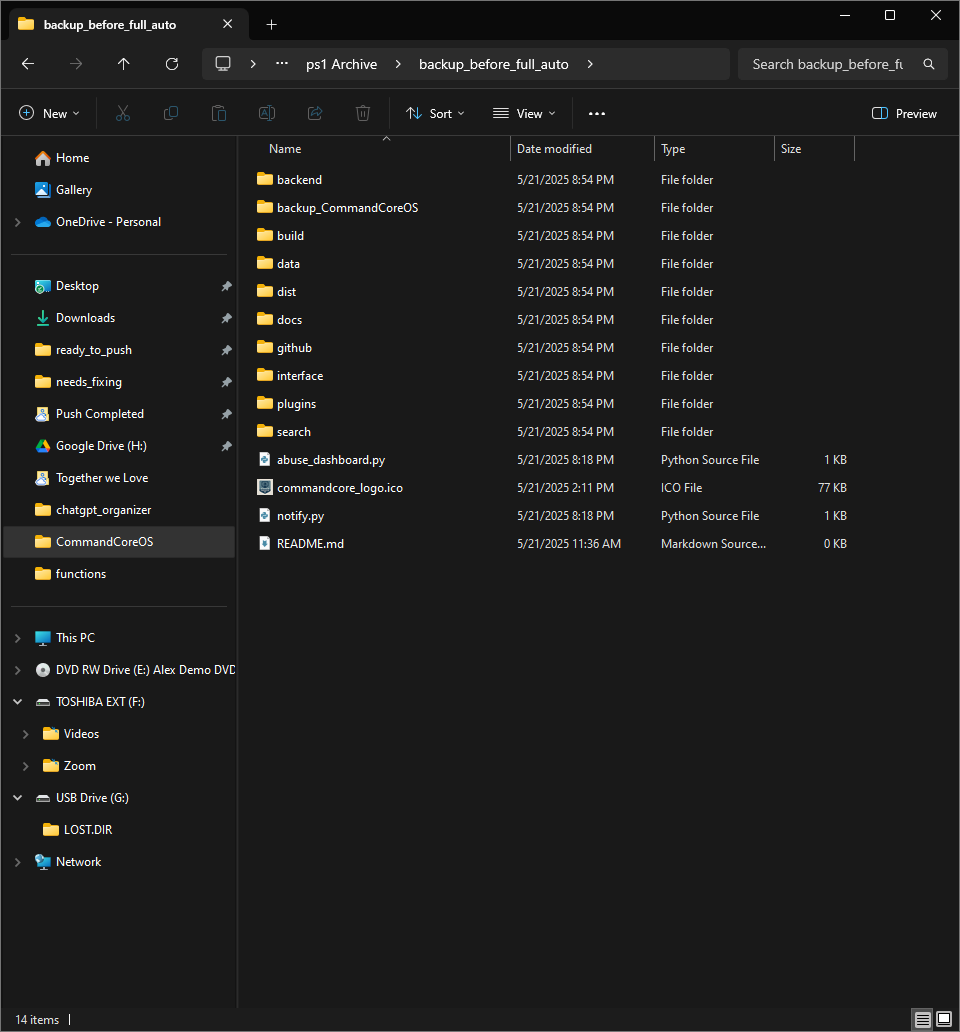 backup_before_full_auto
ps1 Archive backup_before_full_auto Search backup_before_fu
New Sort View Preview
Name Date modified Type Size
Home
Gallery
OneDrive - Personal
Desktop
Downloads
ready_to_push
needs_fixing
Push Completed
Google Drive (H:)
Together we Love
chatgpt_organizer
CommandCoreOS
functions
This PC
DVD RW Drive (E:) Alex Demo DVD
TOSHIBA EXT (F:)
Videos
Zoom
USB Drive (G:)
LOST.DIR
Network
backend 5/21/2025 8:54 PM File folder
backup_CommandCoreOS 5/21/2025 8:54 PM File folder
build 5/21/2025 8:54 PM File folder
data 5/21/2025 8:54 PM File folder
dist 5/21/2025 8:54 PM File folder
docs 5/21/2025 8:54 PM File folder
github 5/21/2025 8:54 PM File folder
interface 5/21/2025 8:54 PM File folder
plugins 5/21/2025 8:54 PM File folder
search 5/21/2025 8:54 PM File folder
abuse_dashboard.py 5/21/2025 8:18 PM Python Source File 1 KB
commandcore_logo.ico 5/21/2025 2:11 PM ICO File 77 KB
notify.py 5/21/2025 8:18 PM Python Source File 1 KB
README.md 5/21/2025 11:36 AM Markdown Source... 0 KB
14 items